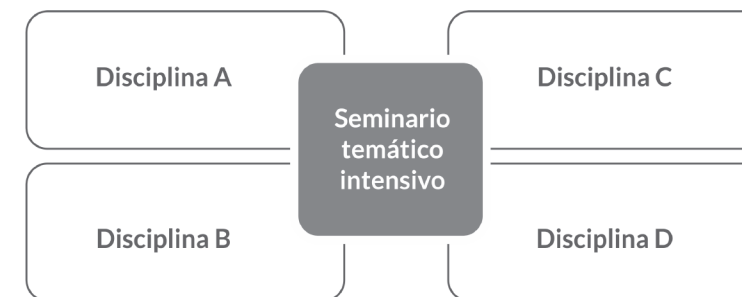 Disciplina A
Disciplina C
Seminario
temático
intensivo
Disciplina B
Disciplina D